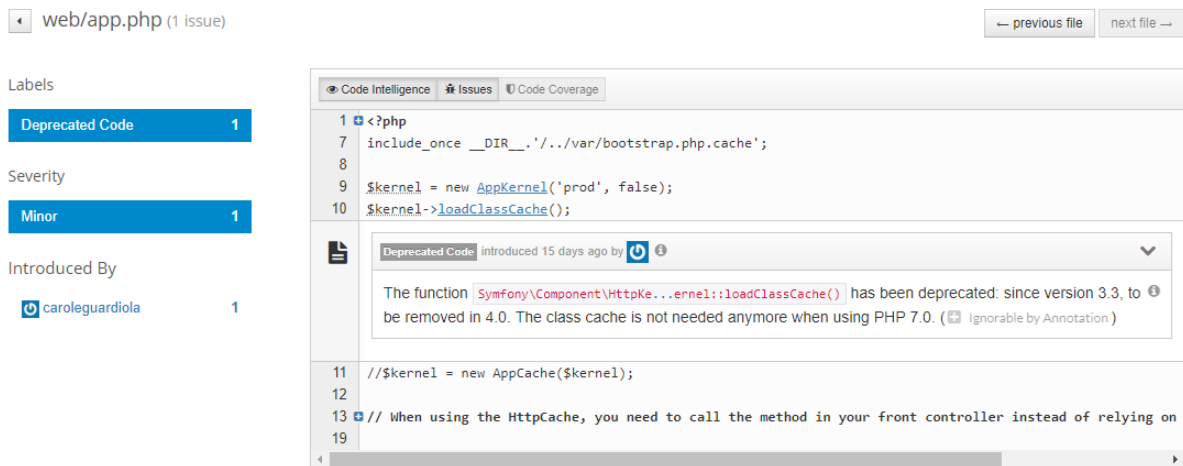 web/app.php (1 issue)
← previous file
next file →
Labels
Deprecated Code 1
Severity
Minor 1
Introduced By
caroleguardiola 1
Code Intelligence Issues Code Coverage
1 <?php
7 include_once __DIR__.'/../var/bootstrap.php.cache';
8
9 $kernel = new AppKernel('prod', false);
10 $kernel->loadClassCache();
Deprecated Code introduced 15 days ago by
The function Symfony\Component\HttpKe...ernel::loadClassCache() has been deprecated: since version 3.3, to
be removed in 4.0. The class cache is not needed anymore when using PHP 7.0. ( Ignorable by Annotation )
11 //$kernel = new AppCache($kernel);
12
13 // When using the HttpCache, you need to call the method in your front controller instead of relying on
19